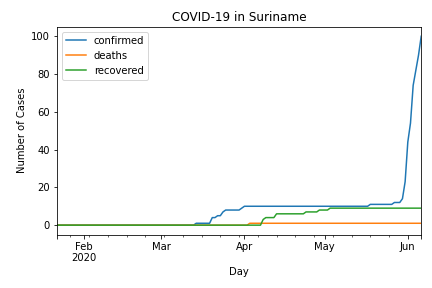 COVID-19 in Suriname
confirmed
deaths
recovered
Number of Cases
100
80
60
40
20
0
Feb
2020
Mar
Apr
May
Jun
Day